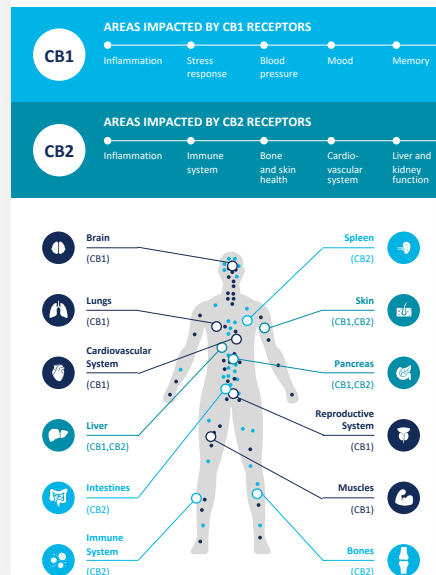 AREAS IMPACTED BY CB1 RECEPTORS
CB1
Inflammation
Stress
response
Blood
pressure
Mood
Memory
AREAS IMPACTED BY CB2 RECEPTORS
CB2
Inflammation
Immune
system
Bone
and skin
health
Cardio-
vascular
system
Liver and
kidney
function
Brain
(CB1)
Spleen
(CB2)
Lungs
(CB1)
Skin
(CB1,CB2)
Cardiovascular
System
(CB1)
Pancreas
(CB1,CB2)
Liver
(CB1,CB2)
Reproductive
System
(CB1)
Intestines
(CB2)
Muscles
(CB1)
Immune
System
(CB2)
Bones
(CB2)